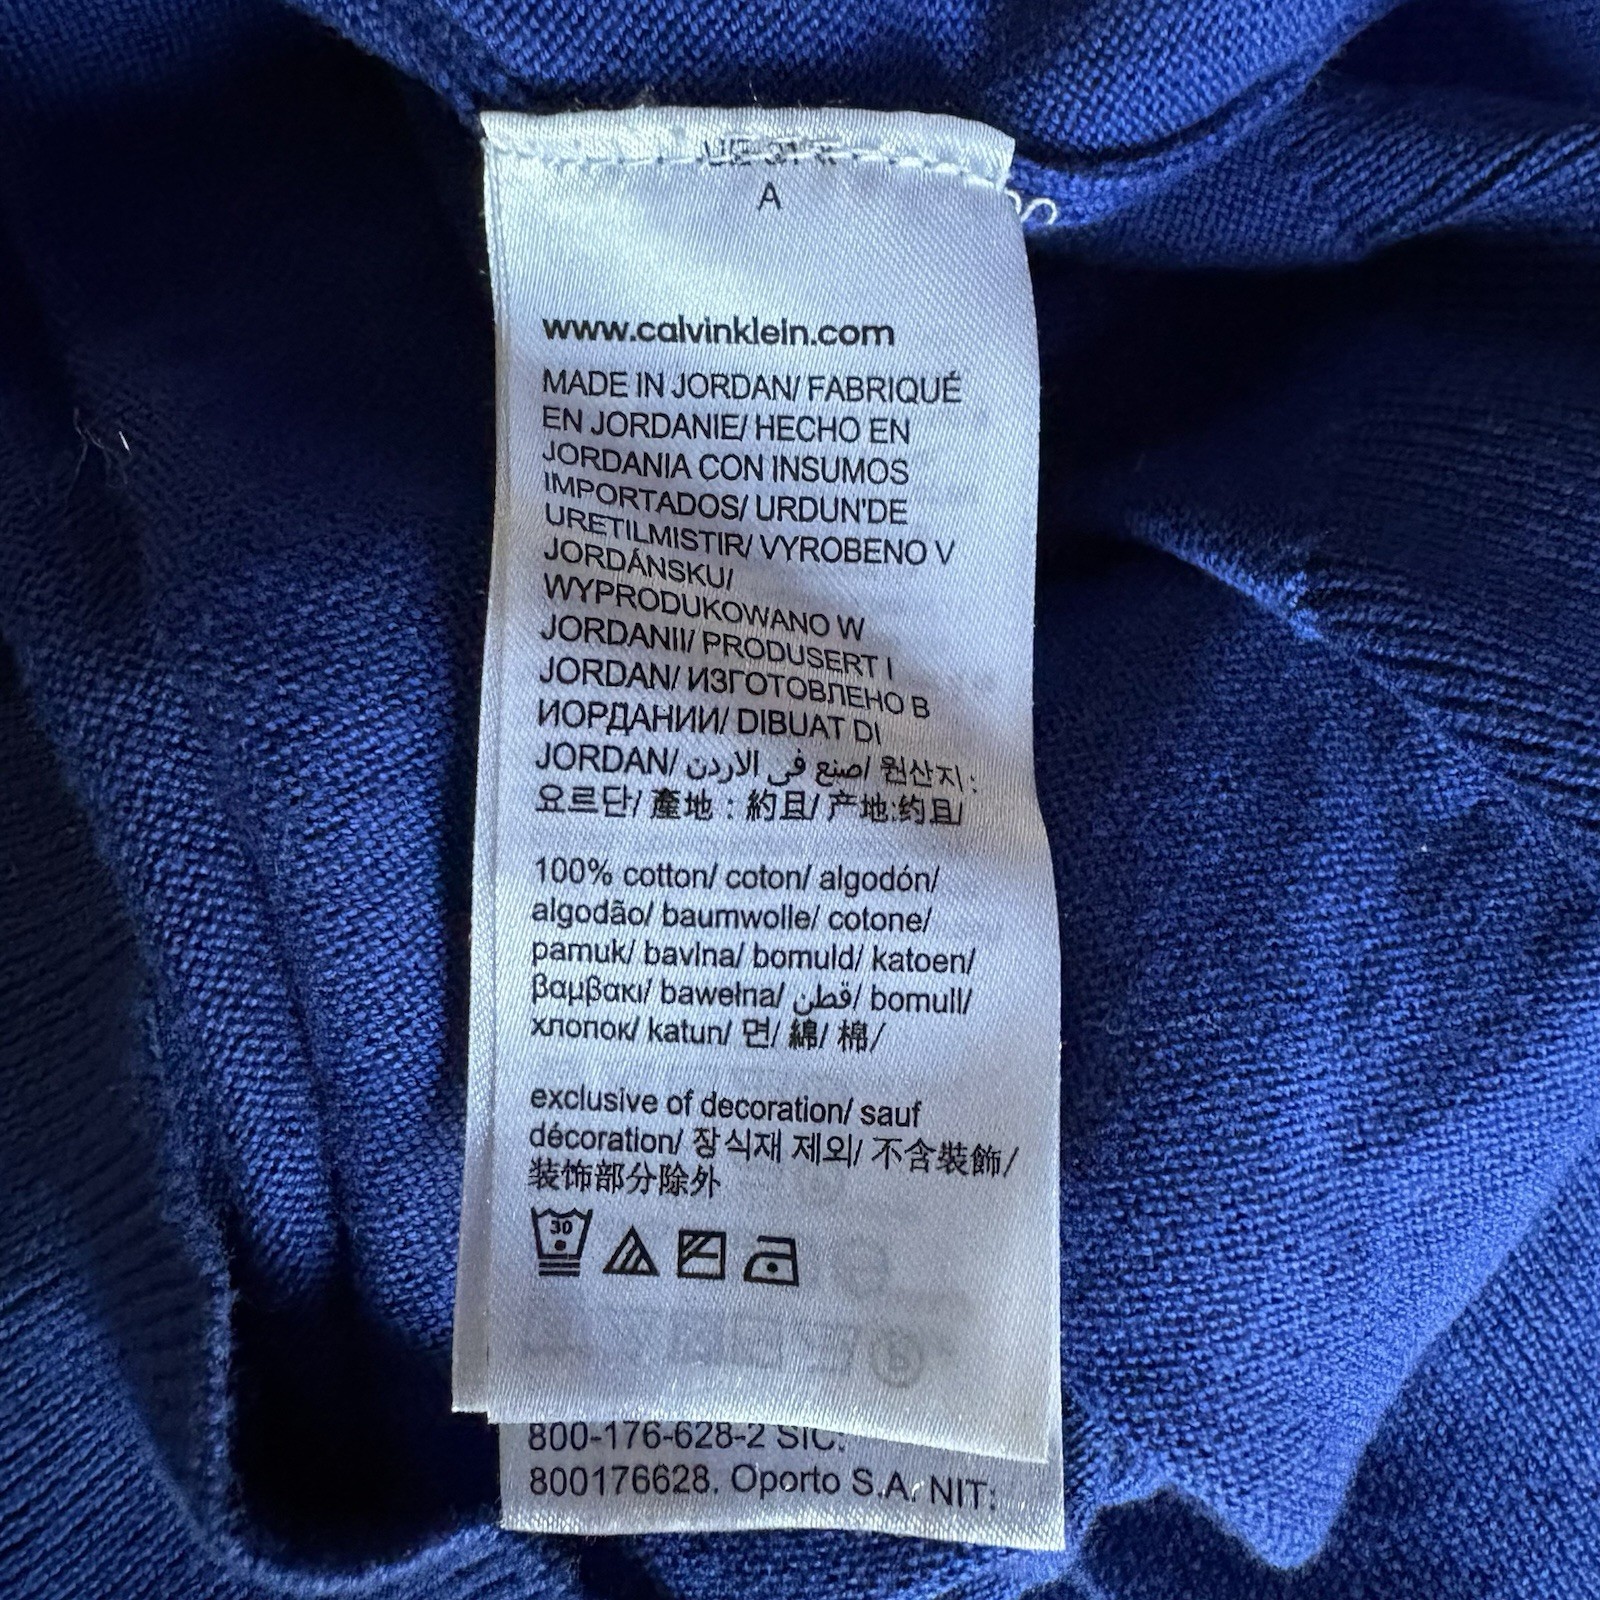 A
www.calvinklein.com
MADE IN JORDAN/ FABRIQUÉ
EN JORDANIE/ HECHO EN
JORDANIA CON INSUMOS
IMPORTADOS/ URDUN'DE
URETILMISTIR/ VYROBENO V
JORDÁNSKU/
WYPRODUKOWANO W
JORDANII/ PRODUSERT I
JORDAN/ ИЗГОТОВЛЕНО В
ИОРДАНИИ/ DIBUAT DI
JORDAN/ صنع في الاردن/ 원산지:
요르단/ 產地：約旦/ 产地:约旦/
100% cotton/ coton/ algodón/
algodão/ baumwolle/ cotone/
pamuk/ bavlna/ bomuld/ katoen/
βαμβακι/ bawełna/ قطن/ bomull/
хлопок/ katun/ 면/ 綿/ 棉/
exclusive of decoration/ sauf
décoration/ 장식재 제외/ 不含裝飾/
装饰部分除外
30
800-176-628-2 SIC:
800176628. Oporto S.A. NIT: